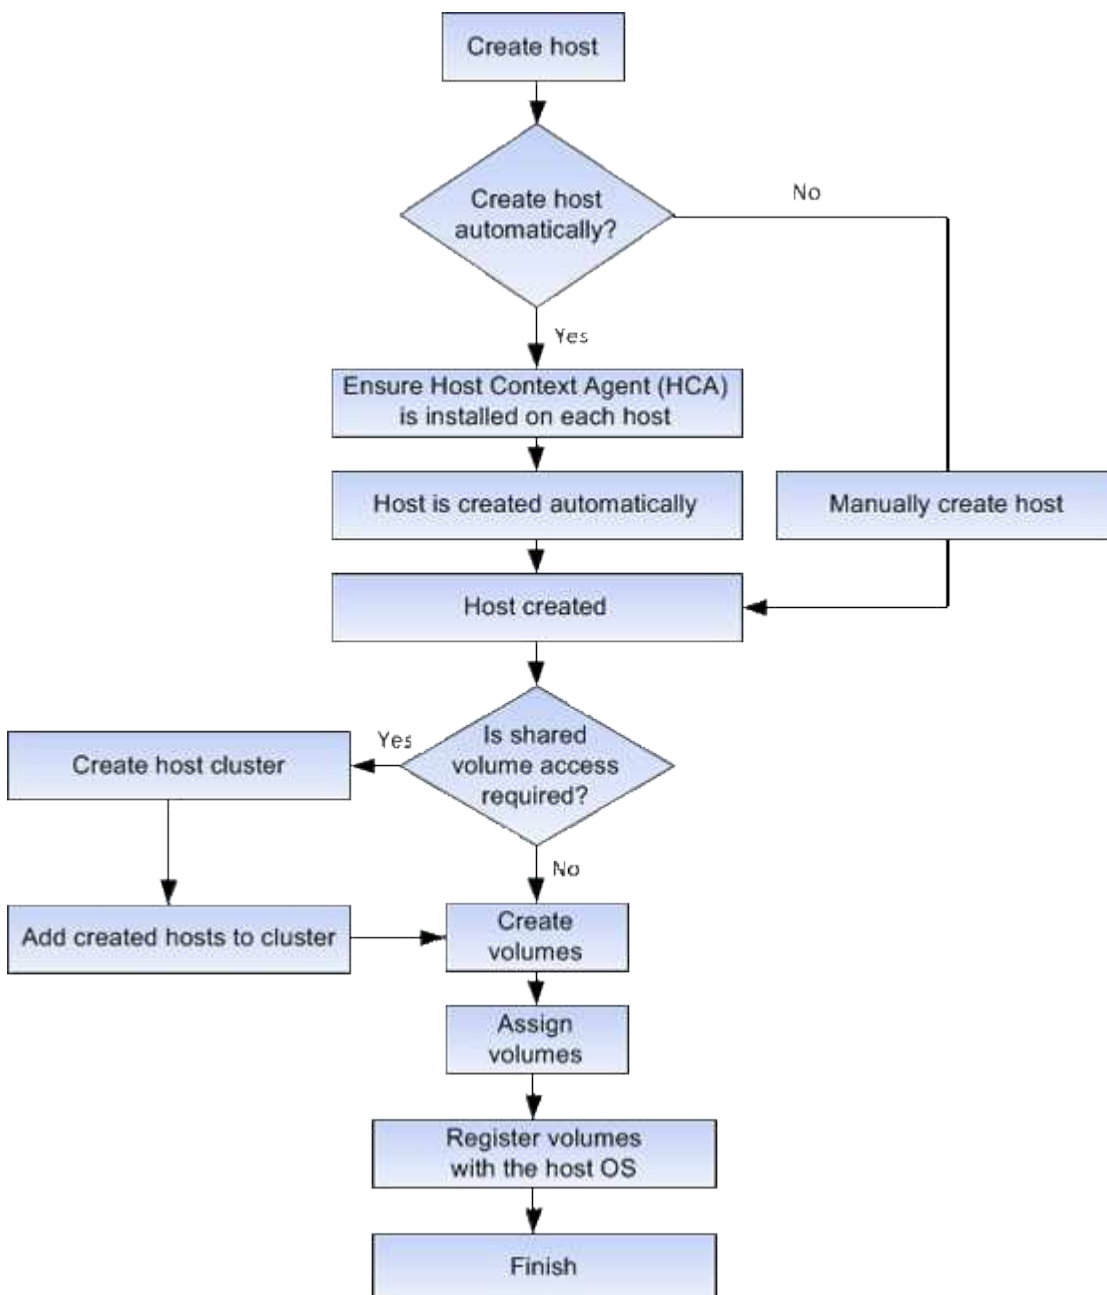 Create host
Create host
automatically?
No
Yes
Ensure Host Context Agent (HCA)
is installed on each host
Host is created automatically
Manually create host
Host created
Is shared
volume access
required?
Yes
Create host cluster
No
Add created hosts to cluster
Create
volumes
Assign
volumes
Register volumes
with the host OS
Finish